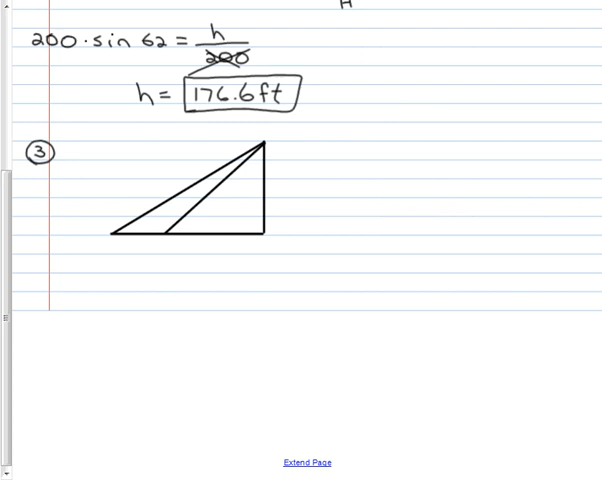 H
200·sin 62 = h/200
h = 176.6ft
3
Extend Page